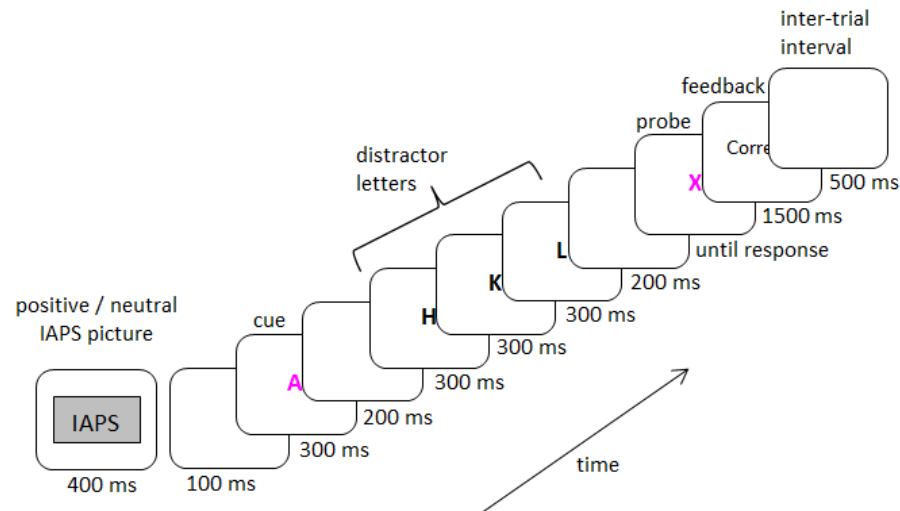 inter-trial
interval
feedback
probe
Corre
500 ms
distractor
letters
X
1500 ms
L
until response
K
200 ms
positive / neutral
IAPS picture
cue
H
300 ms
A
300 ms
300 ms
IAPS
200 ms
300 ms
time
400 ms
100 ms